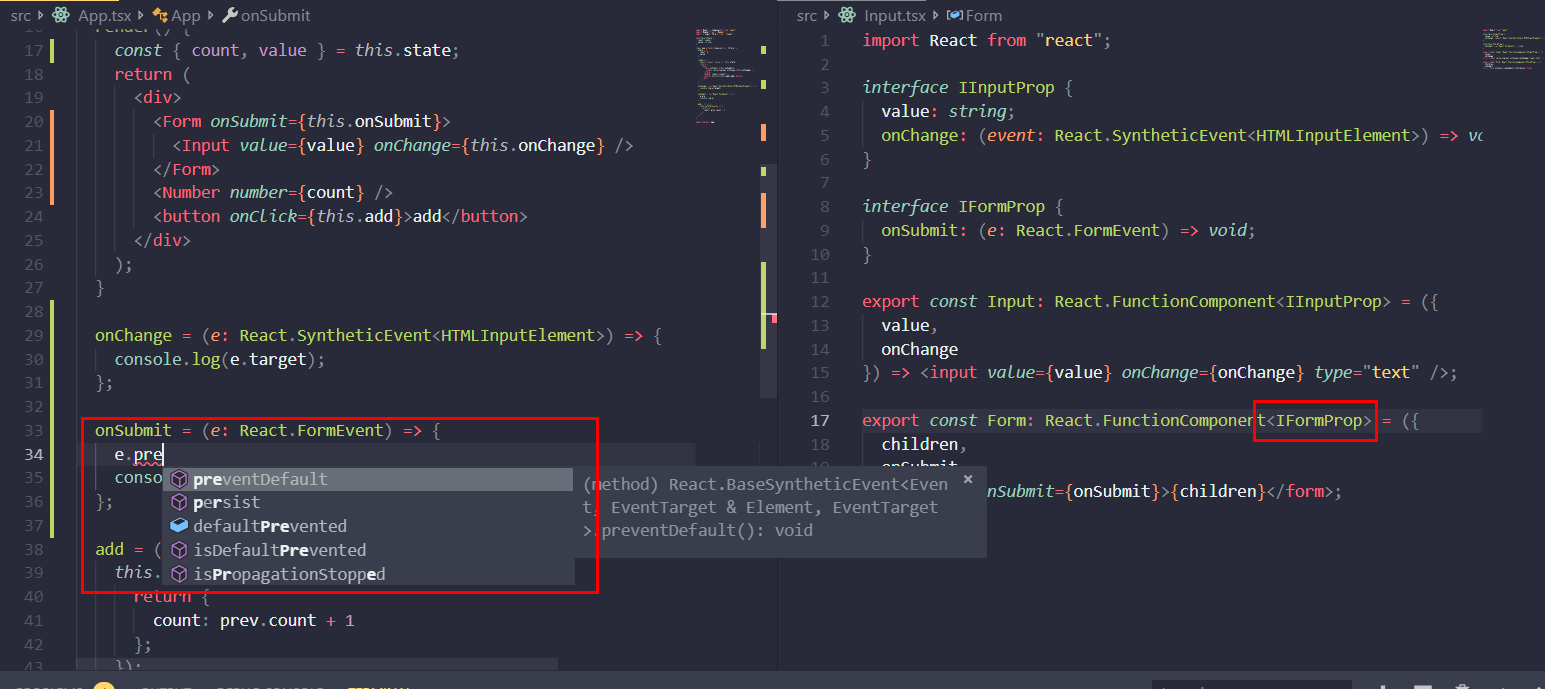 src App.tsx App onSubmit
render() {
17 const { count, value } = this.state;
18 return (
19 <div>
20 <Form onSubmit={this.onSubmit}>
21 <Input value={value} onChange={this.onChange} />
22 </Form>
23 <Number number={count} />
24 <button onClick={this.add}>add</button>
25 </div>
26 );
27 }
28
29 onChange = (e: React.SyntheticEvent<HTMLInputElement>) => {
30 console.log(e.target);
31 };
32
33 onSubmit = (e: React.FormEvent) => {
34 e.pre
35 conso
36 };
37
38 add = (
39 this.
40 return {
41 count: prev.count + 1
42 };
43 });
preventDefault
persist
defaultPrevented
isDefaultPrevented
isPropagationStopped
(method) React.BaseSyntheticEvent<Even
t, EventTarget & Element, EventTarget
>.preventDefault(): void
src Input.tsx Form
1 import React from "react";
2
3 interface IInputProp {
4 value: string;
5 onChange: (event: React.SyntheticEvent<HTMLInputElement>) => vo
6 }
7
8 interface IFormProp {
9 onSubmit: (e: React.FormEvent) => void;
10 }
11
12 export const Input: React.FunctionComponent<IInputProp> = ({
13 value,
14 onChange
15 }) => <input value={value} onChange={onChange} type="text" />;
16
17 export const Form: React.FunctionComponent<IFormProp> = ({
18 children,
onSubmit
nSubmit={onSubmit}>{children}</form>;